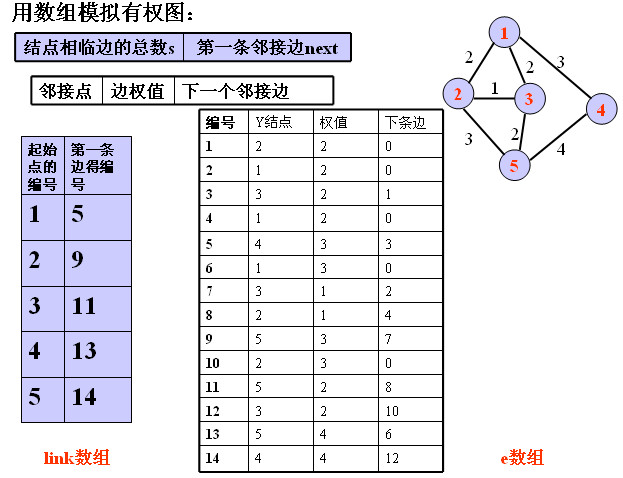 用数组模拟有权图：
结点相临边的总数s 第一条邻接边next
邻接点 边权值 下一个邻接边
起始点的编号 第一条边得编号
1 5
2 9
3 11
4 13
5 14
link数组
编号 Y结点 权值 下条边
1 2 2 0
2 1 2 0
3 3 2 1
4 1 2 0
5 4 3 3
6 1 3 0
7 3 1 2
8 2 1 4
9 5 3 7
10 2 3 0
11 5 2 8
12 3 2 10
13 5 4 6
14 4 4 12
e数组
1
2 2 3
2 1 3 4
3 2 4
5